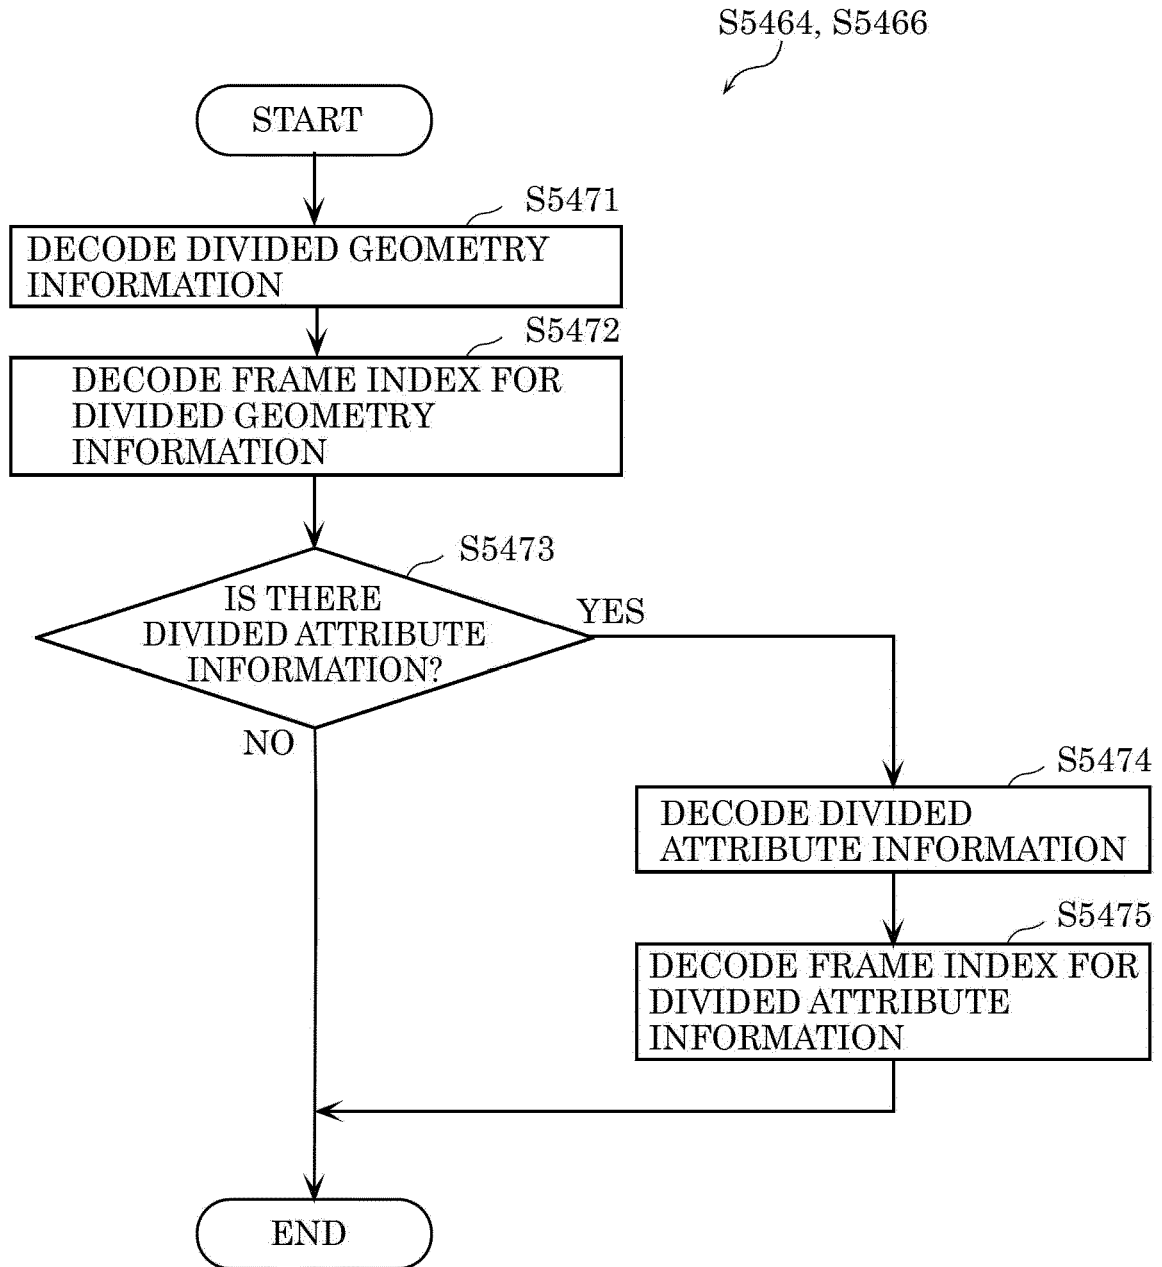 S5464, S5466
START
S5471
DECODE DIVIDED GEOMETRY
INFORMATION
S5472
DECODE FRAME INDEX FOR
DIVIDED GEOMETRY
INFORMATION
S5473
IS THERE
DIVIDED ATTRIBUTE
INFORMATION?
YES
NO
S5474
DECODE DIVIDED
ATTRIBUTE INFORMATION
S5475
DECODE FRAME INDEX FOR
DIVIDED ATTRIBUTE
INFORMATION
END